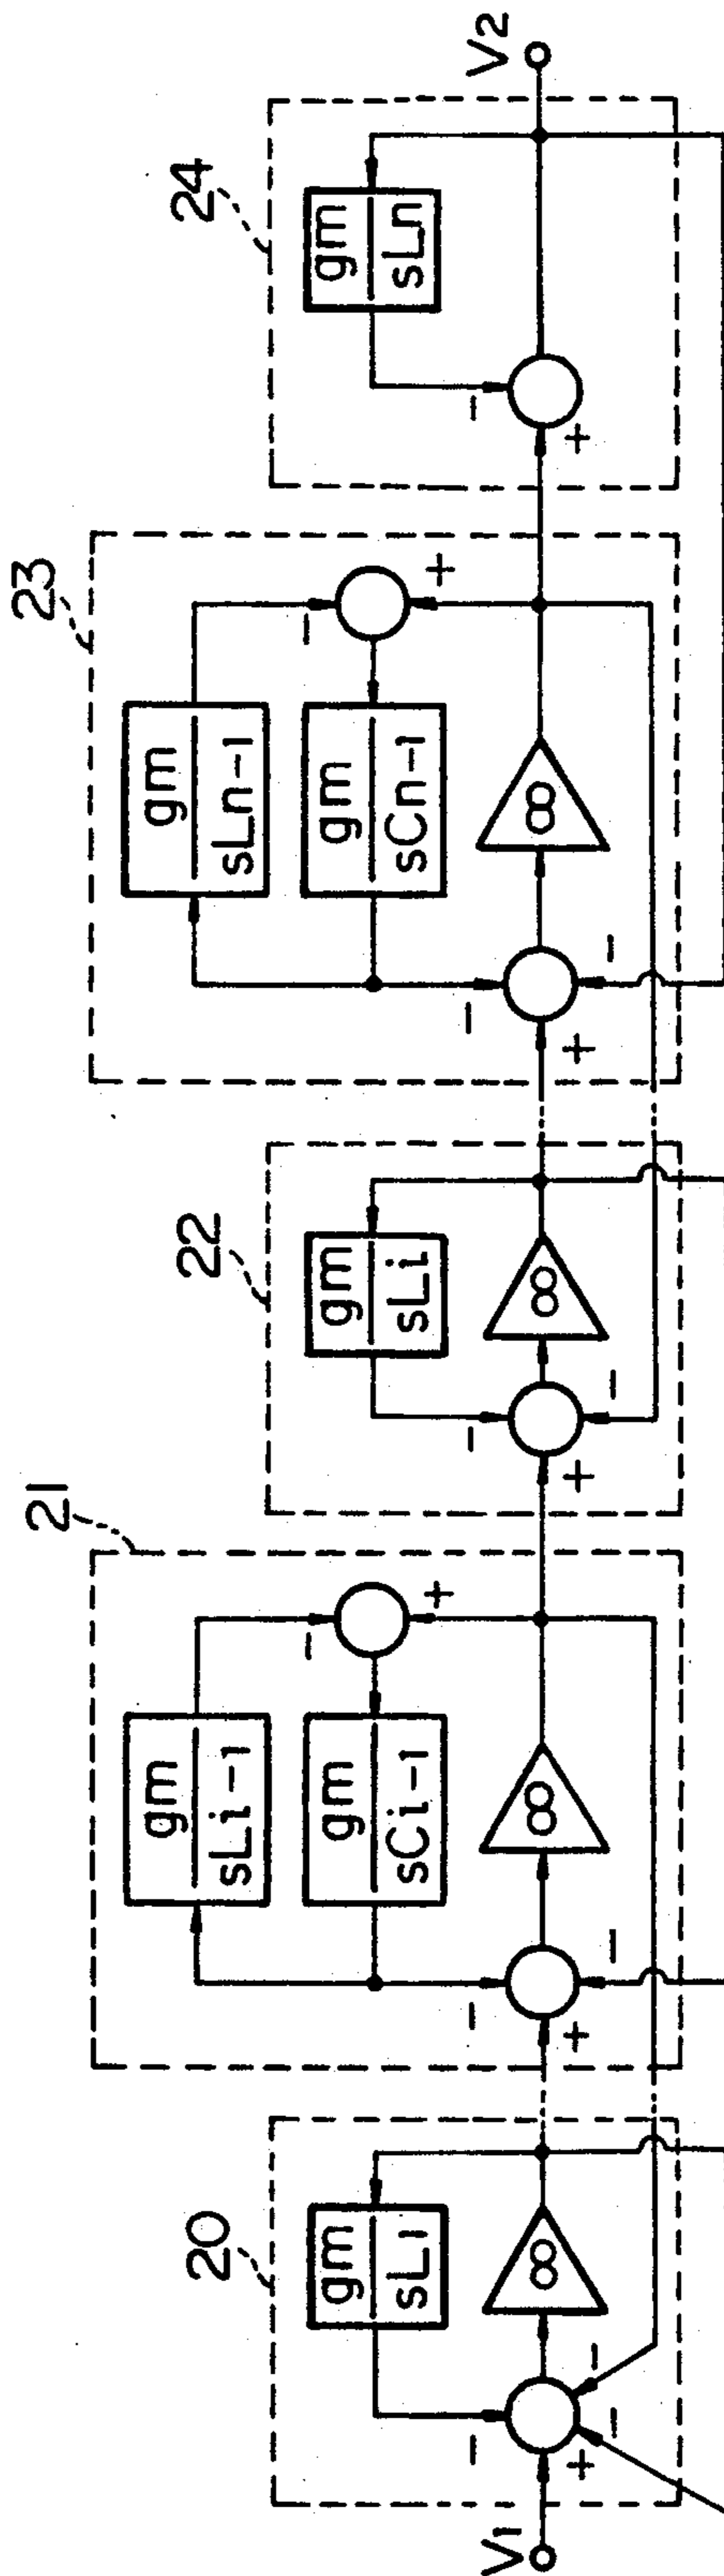 20
21
22
23
24
gm
sL1
gm
sLi-1
gm
sCi-1
gm
sLi
gm
sLn-1
gm
sCn-1
gm
sLn
V1
+
-
-
-
∞
+
-
-
∞
-
+
+
-
-
∞
+
-
-
∞
-
+
+
-
V2